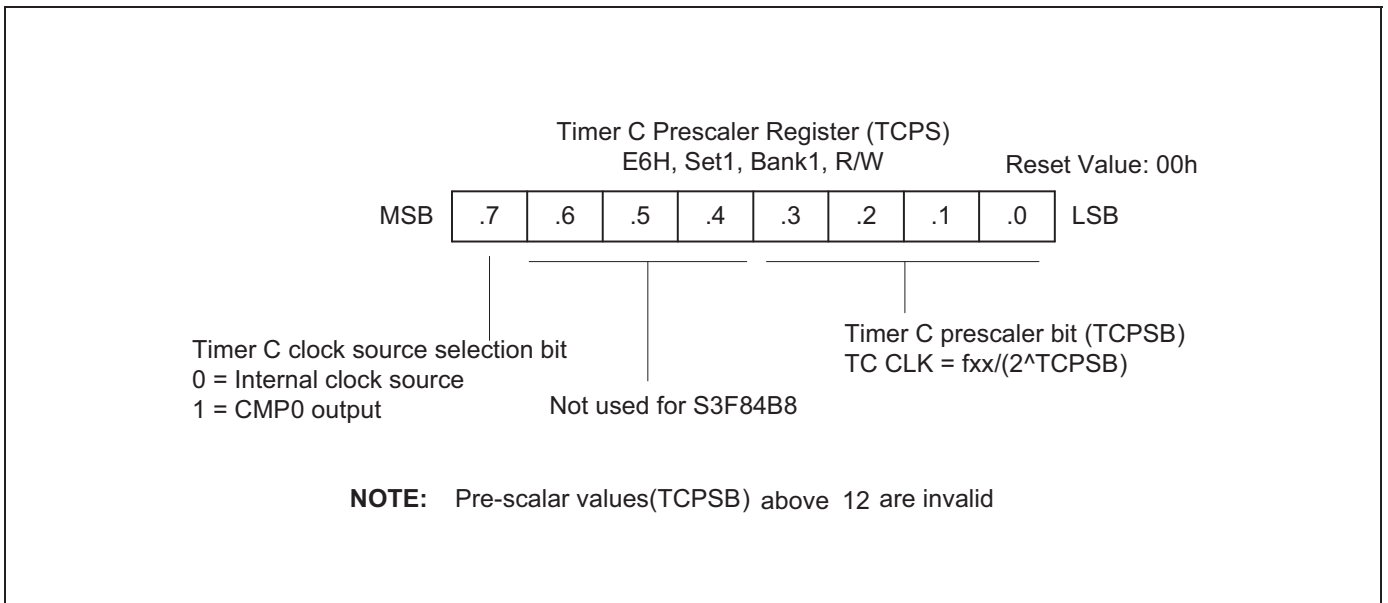 Timer C Prescaler Register (TCPS)
E6H, Set1, Bank1, R/W
Reset Value: 00h
MSB .7 .6 .5 .4 .3 .2 .1 .0 LSB
Timer C clock source selection bit
0 = Internal clock source
1 = CMP0 output
Not used for S3F84B8
Timer C prescaler bit (TCPSB)
TC CLK = fxx/(2^TCPSB)
NOTE: Pre-scalar values(TCPSB) above 12 are invalid